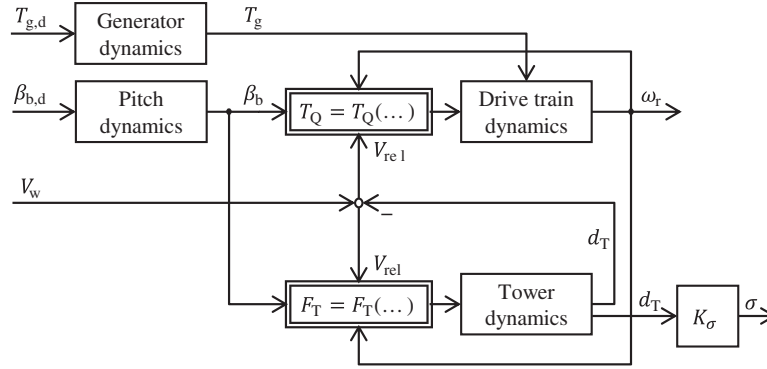 T_g,d
Generator
dynamics
T_g
β_b,d
Pitch
dynamics
β_b
T_Q = T_Q(…)
Drive train
dynamics
ω_r
V_re l
V_w
−
d_T
V_rel
F_T = F_T(…)
Tower
dynamics
d_T
K_σ
σ